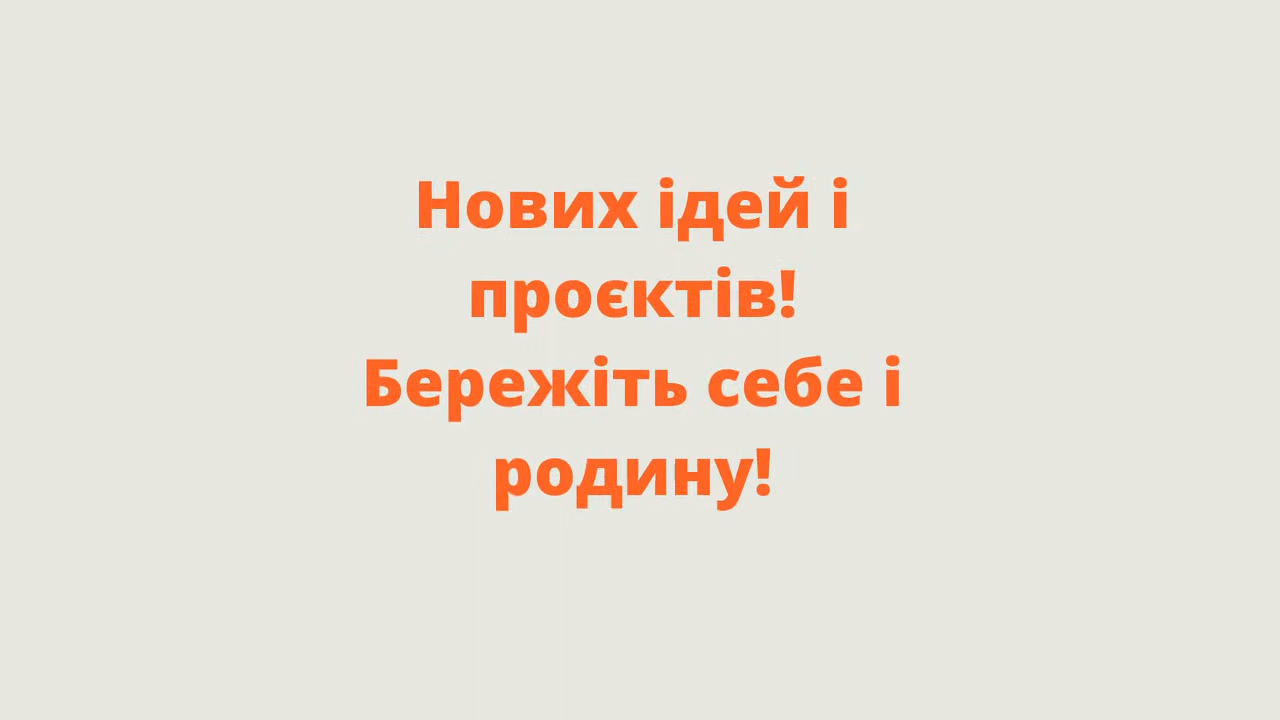 Нових ідей і
проєктів!
Бережіть себе і
родину!